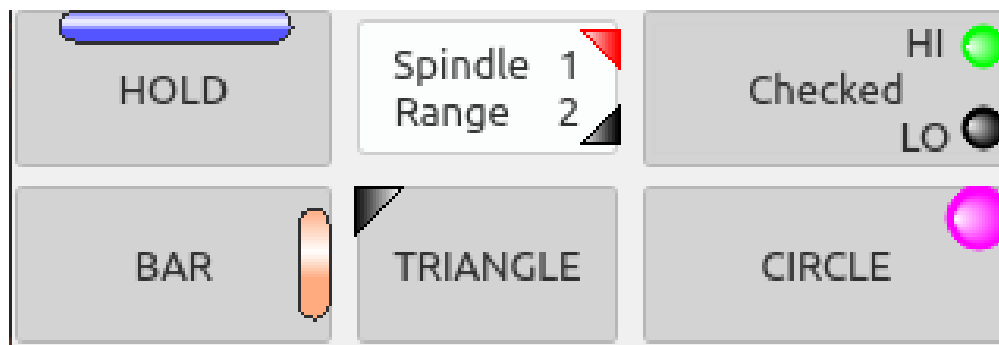 HOLD
Spindle 1
Range 2
HI
Checked
LO
BAR
TRIANGLE
CIRCLE